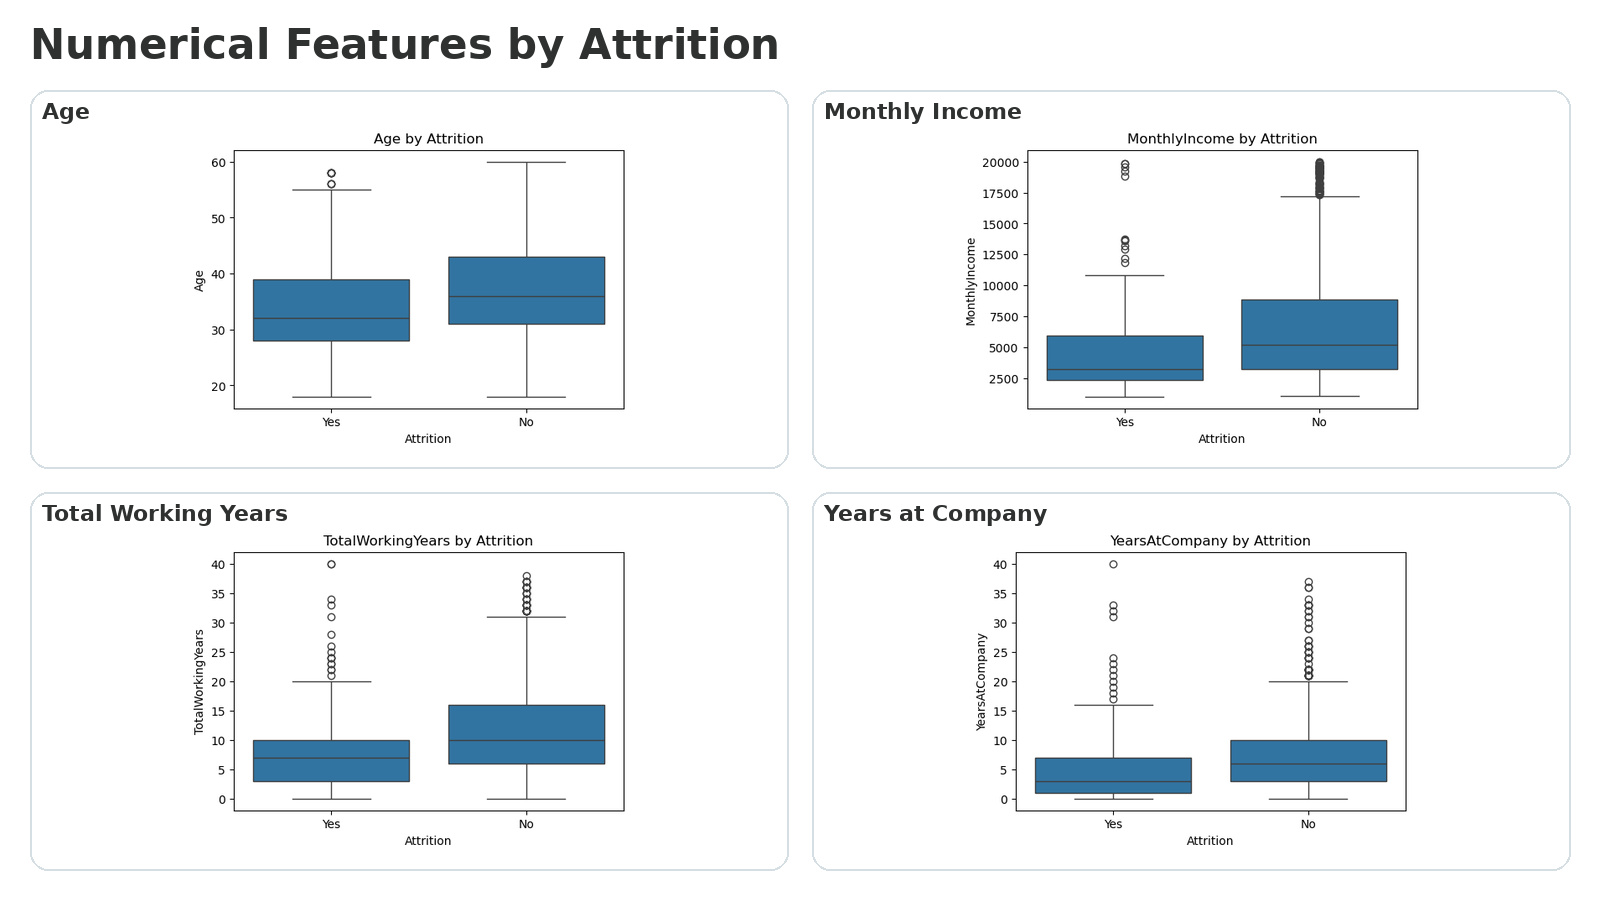 Numerical Features by Attrition
Age
Age by Attrition
60
50
40
30
20
Age
Yes
No
Attrition
Monthly Income
MonthlyIncome by Attrition
20000
17500
15000
12500
10000
7500
5000
2500
MonthlyIncome
Yes
No
Attrition
Total Working Years
TotalWorkingYears by Attrition
40
35
30
25
20
15
10
5
0
TotalWorkingYears
Yes
No
Attrition
Years at Company
YearsAtCompany by Attrition
40
35
30
25
20
15
10
5
0
YearsAtCompany
Yes
No
Attrition